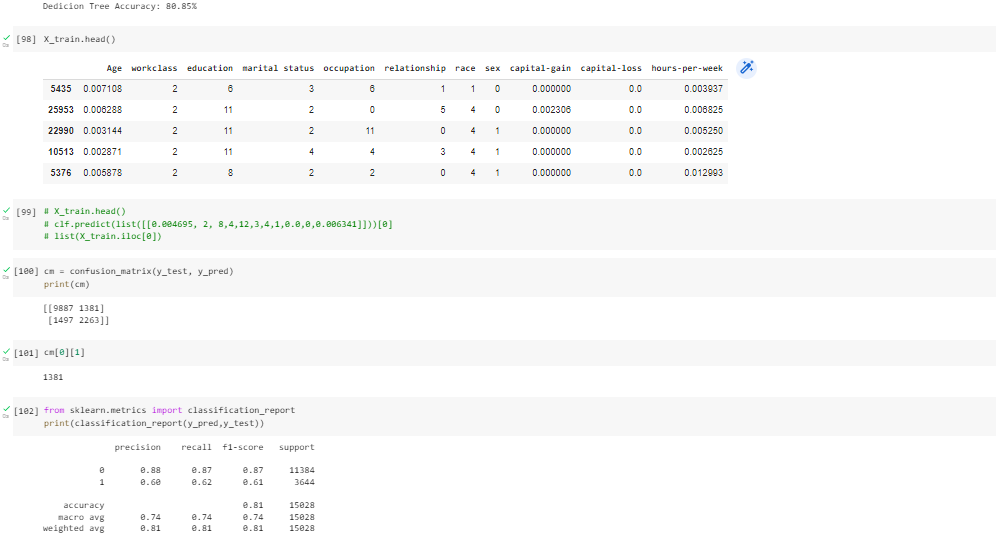 Dedicion Tree Accuracy: 80.85%
[98] X_train.head()
Age workclass education marital status occupation relationship race sex capital-gain capital-loss hours-per-week
5435 0.007108 2 6 3 6 1 1 0 0.000000 0.0 0.003937
25953 0.006288 2 11 2 0 5 4 0 0.002306 0.0 0.006825
22990 0.003144 2 11 2 11 0 4 1 0.000000 0.0 0.005250
10513 0.002871 2 11 4 4 3 4 1 0.000000 0.0 0.002625
5376 0.005878 2 8 2 2 0 4 1 0.000000 0.0 0.012993
[99] # X_train.head()
# clf.predict(list([[0.004695, 2, 8,4,12,3,4,1,0.0,0,0.006341]]))[0]
# list(X_train.iloc[0])
[100] cm = confusion_matrix(y_test, y_pred)
print(cm)
[[9887 1381]
[1497 2263]]
[101] cm[0][1]
1381
[102] from sklearn.metrics import classification_report
print(classification_report(y_pred,y_test))
precision recall f1-score support
0 0.88 0.87 0.87 11384
1 0.60 0.62 0.61 3644
accuracy 0.81 15028
macro avg 0.74 0.74 0.74 15028
weighted avg 0.81 0.81 0.81 15028